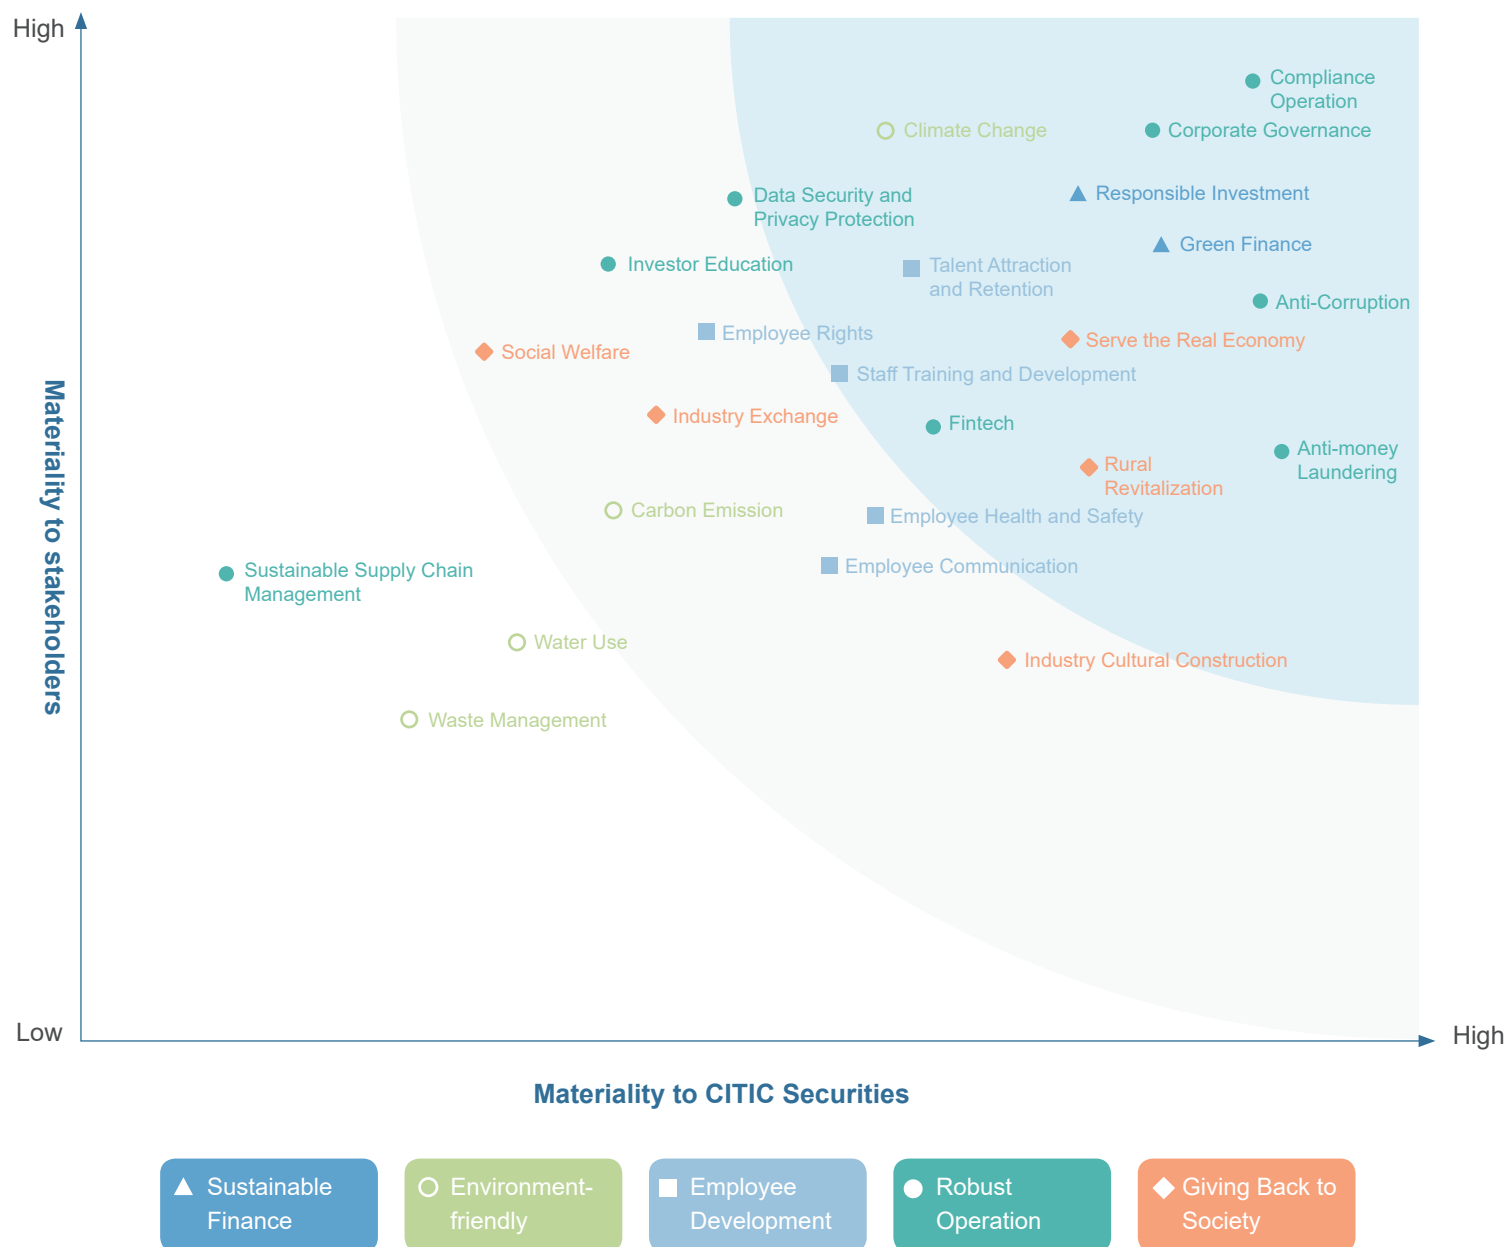 High
Compliance
Operation
Climate Change
Corporate Governance
Data Security and
Privacy Protection
Responsible Investment
Green Finance
Investor Education
Talent Attraction
and Retention
Anti-Corruption
Employee Rights
Serve the Real Economy
Social Welfare
Staff Training and Development
Industry Exchange
Fintech
Anti-money
Laundering
Rural
Revitalization
Carbon Emission
Employee Health and Safety
Employee Communication
Sustainable Supply Chain
Management
Water Use
Industry Cultural Construction
Waste Management
Materiality to stakeholders
Low
High
Materiality to CITIC Securities
Sustainable
Finance
Environment-
friendly
Employee
Development
Robust
Operation
Giving Back to
Society